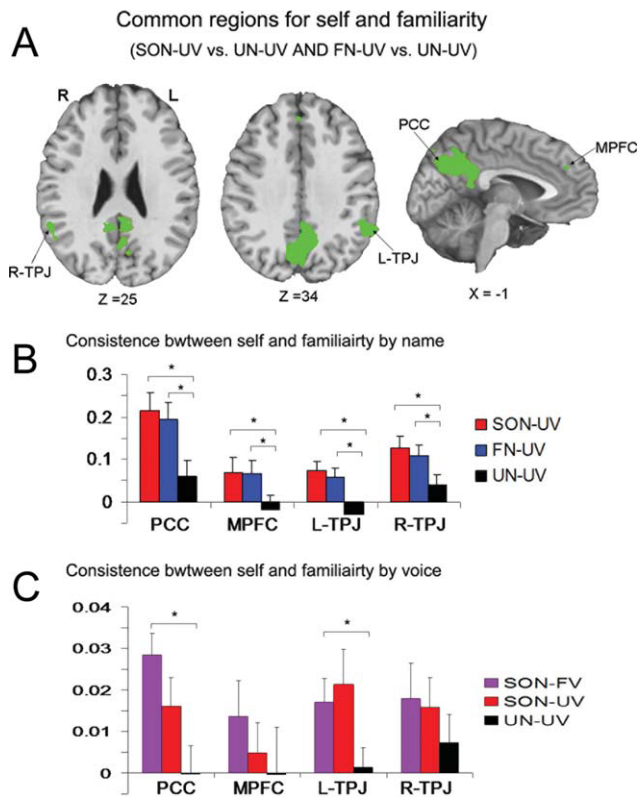 Common regions for self and familiarity
A
(SON-UV vs. UN-UV AND FN-UV vs. UN-UV)
R
L
PCC
MPFC
R-TPJ
L-TPJ
Z =25
Z =34
X = -1
Consistence bwtween self and familiairty by name
B
0.3
0.2
0.1
0
* * * * * * * *
SON-UV
FN-UV
UN-UV
PCC MPFC L-TPJ R-TPJ
Consistence bwtween self and familiairty by voice
C
0.04
0.03
0.02
0.01
0
* *
SON-FV
SON-UV
UN-UV
PCC MPFC L-TPJ R-TPJ